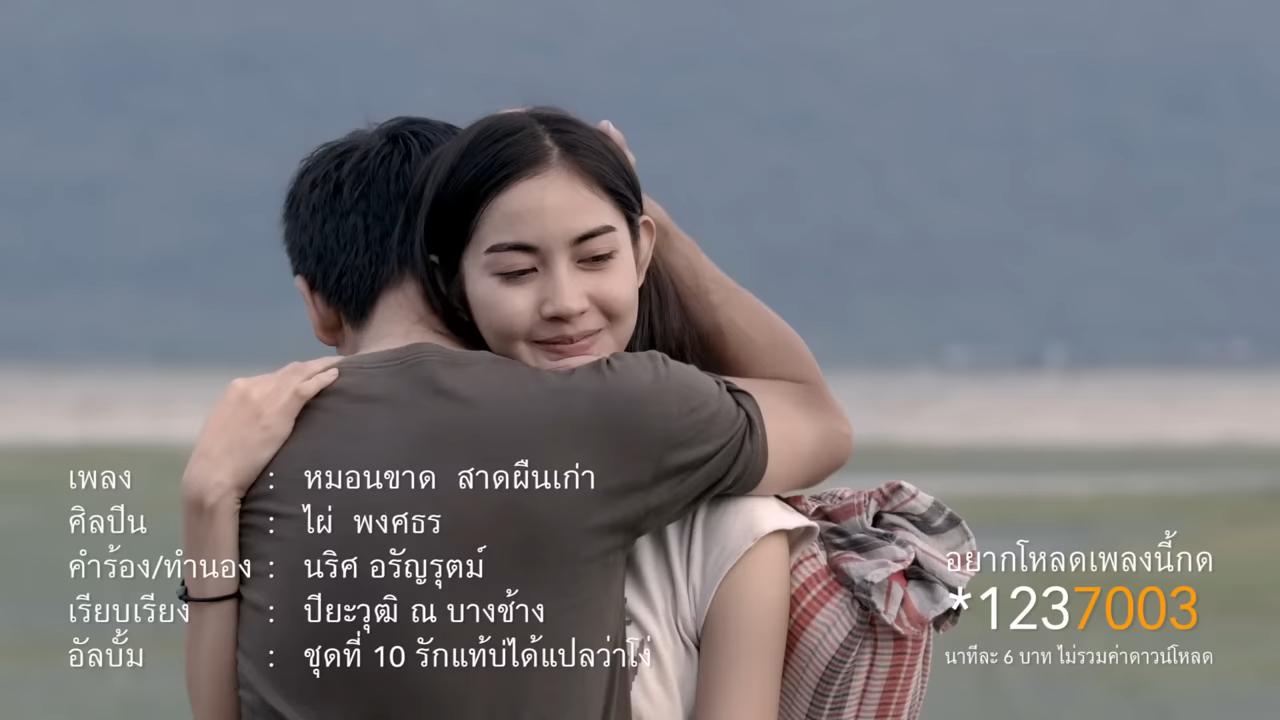 เพลง : หมอนขาด สาดผืนเก่า
ศิลปิน : ไผ่ พงศธร
คำร้อง/ทำนอง : นริศ อรัญรุตม์
เรียบเรียง : ปิยะวุฒิ ณ บางช้าง
อัลบั้ม : ชุดที่ 10 รักแท้บ่ได้แปลว่าโง่
อยากโหลดเพลงนี้กด
*1237003
นาทีละ 6 บาท ไม่รวมค่าดาวน์โหลด